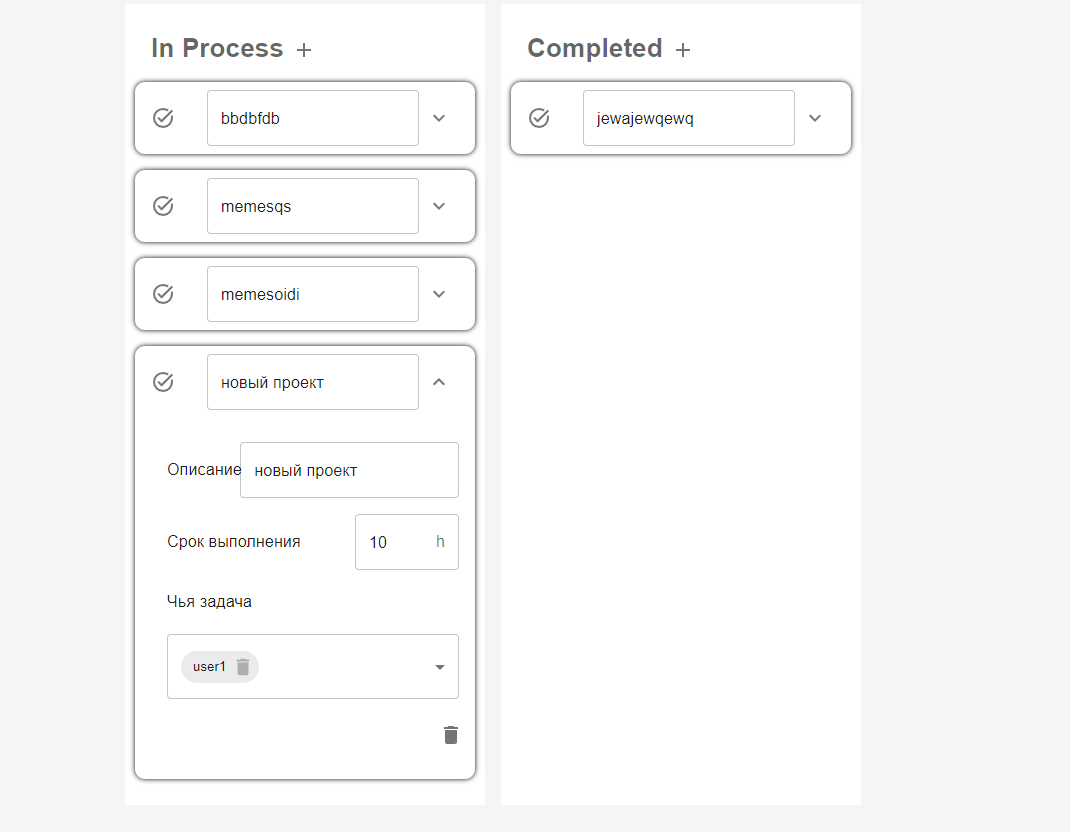 In Process
bbdbfdb
memesqs
memesoidi
новый проект
Описание новый проект
Срок выполнения 10 h
Чья задача
user1
Completed
jewajewqewq